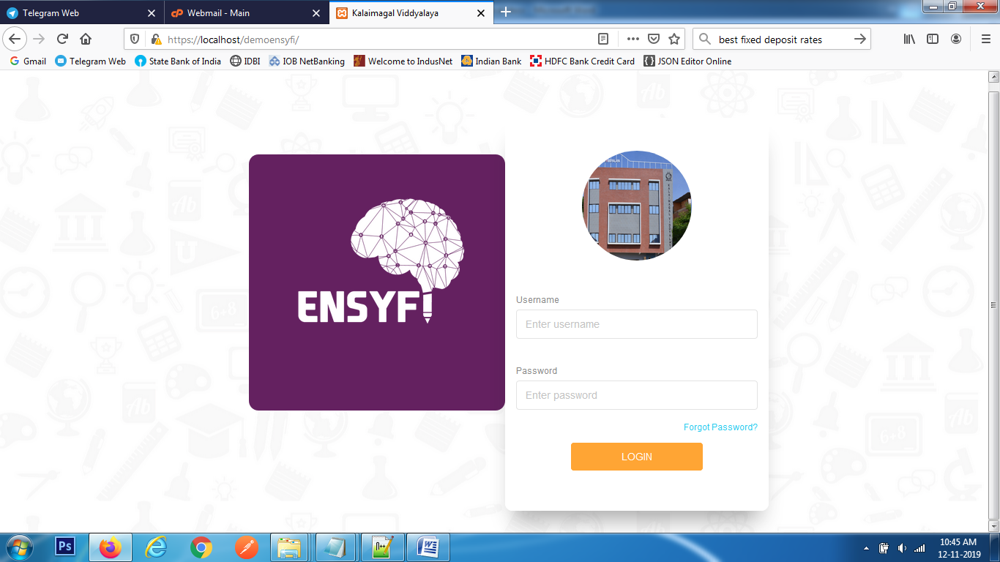 Telegram Web
Webmail - Main
Kalaimagal Viddyalaya
https://localhost/demoensyfi/
best fixed deposit rates
Gmail
Telegram Web
State Bank of India
IDBI
IOB NetBanking
Welcome to IndusNet
Indian Bank
HDFC Bank Credit Card
JSON Editor Online
ENSYFI
Username
Enter username
Password
Enter password
Forgot Password?
LOGIN
Ps
10:45 AM
12-11-2019